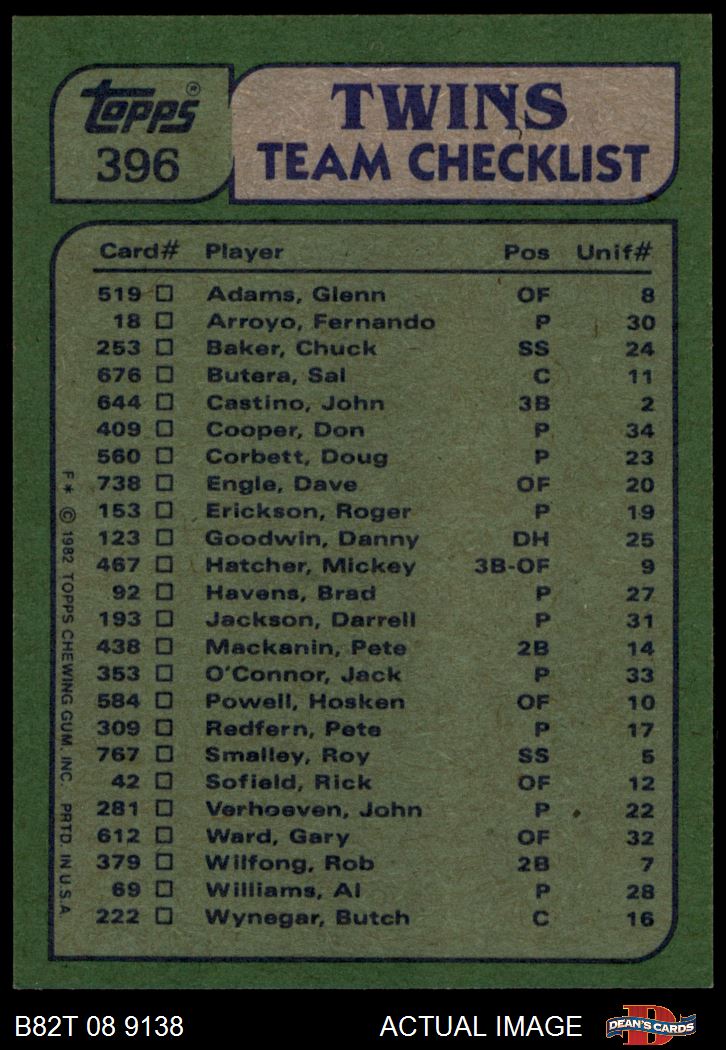 Topps®
396
TWINS
TEAM CHECKLIST
Card# Player Pos Unif#
519 Adams, Glenn OF 8
18 Arroyo, Fernando P 30
253 Baker, Chuck SS 24
676 Butera, Sal C 11
644 Castino, John 3B 2
409 Cooper, Don P 34
560 Corbett, Doug P 23
738 Engle, Dave OF 20
153 Erickson, Roger P 19
123 Goodwin, Danny DH 25
467 Hatcher, Mickey 3B-OF 9
92 Havens, Brad P 27
193 Jackson, Darrell P 31
438 Mackanin, Pete 2B 14
353 O'Connor, Jack P 33
584 Powell, Hosken OF 10
309 Redfern, Pete P 17
767 Smalley, Roy SS 5
42 Sofield, Rick OF 12
281 Verhoeven, John P 22
612 Ward, Gary OF 32
379 Wilfong, Rob 2B 7
69 Williams, Al P 28
222 Wynegar, Butch C 16
F* © 1982 TOPPS CHEWING GUM, INC. PRTD. IN U.S.A.
B82T 08 9138 ACTUAL IMAGE
D
DEAN'S CARDS